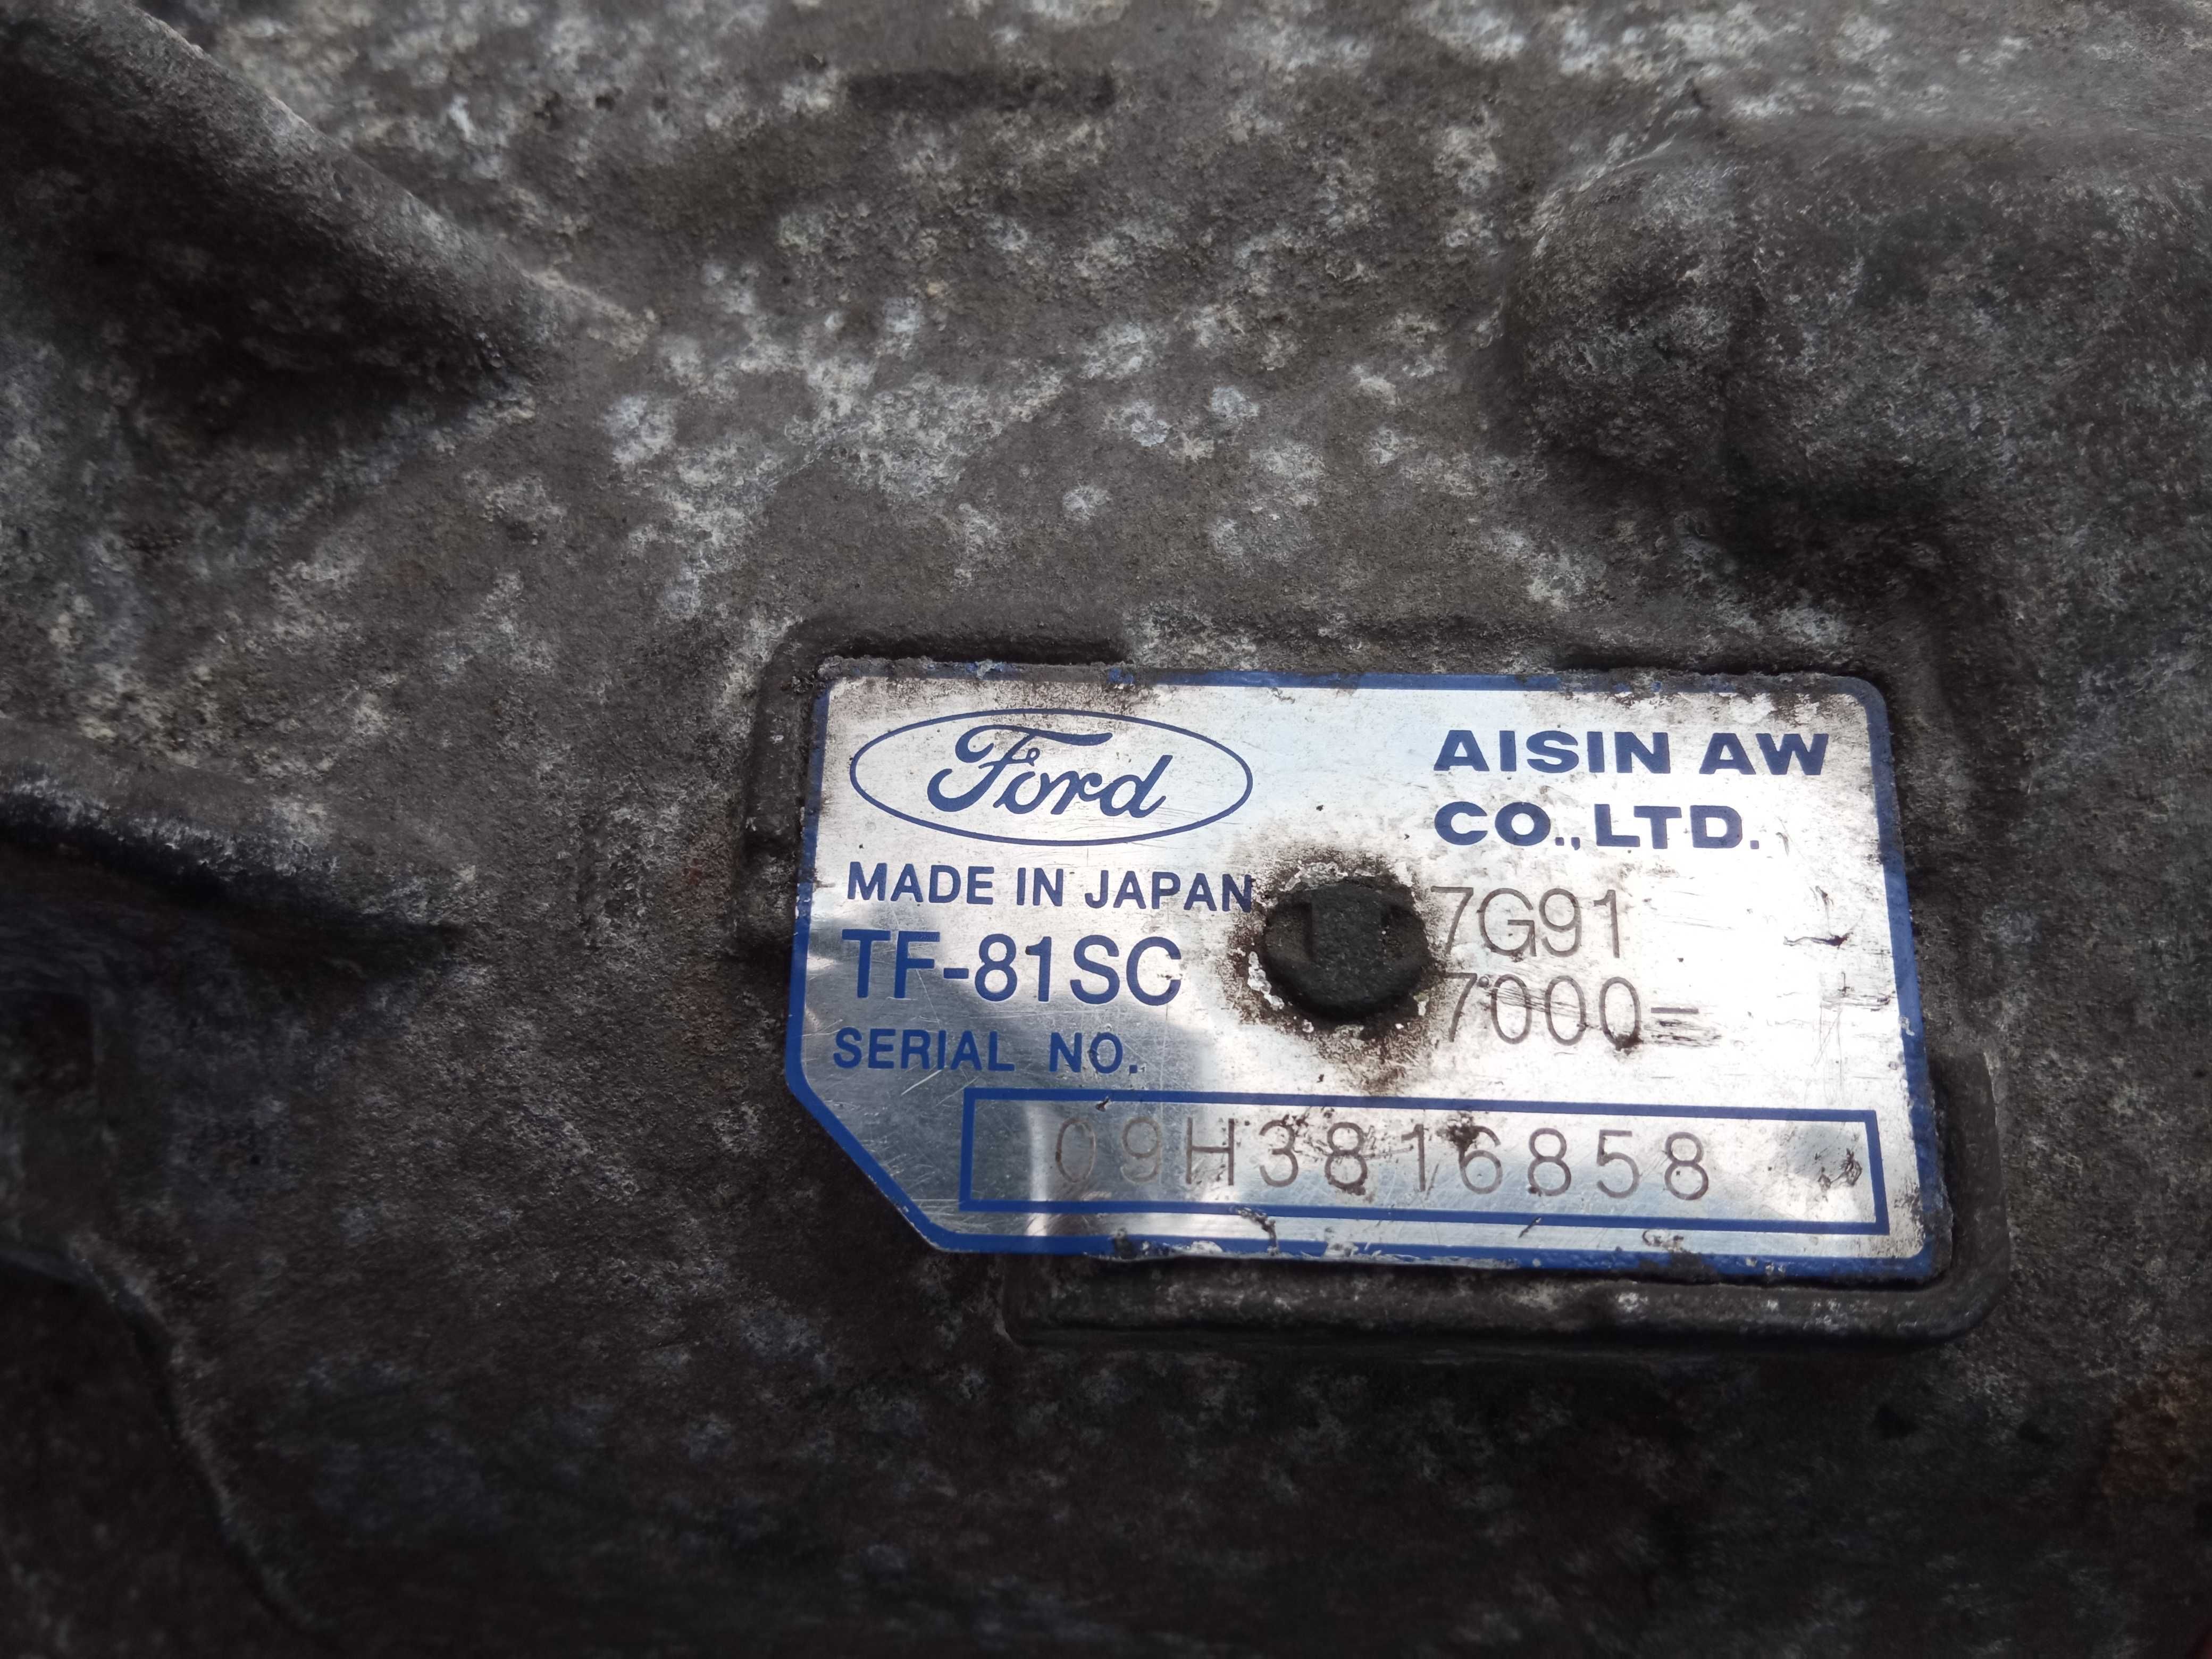 Ford
AISIN AW
CO.,LTD.
MADE IN JAPAN
TF-81SC
7G91
7000=
SERIAL NO.
09H3816858